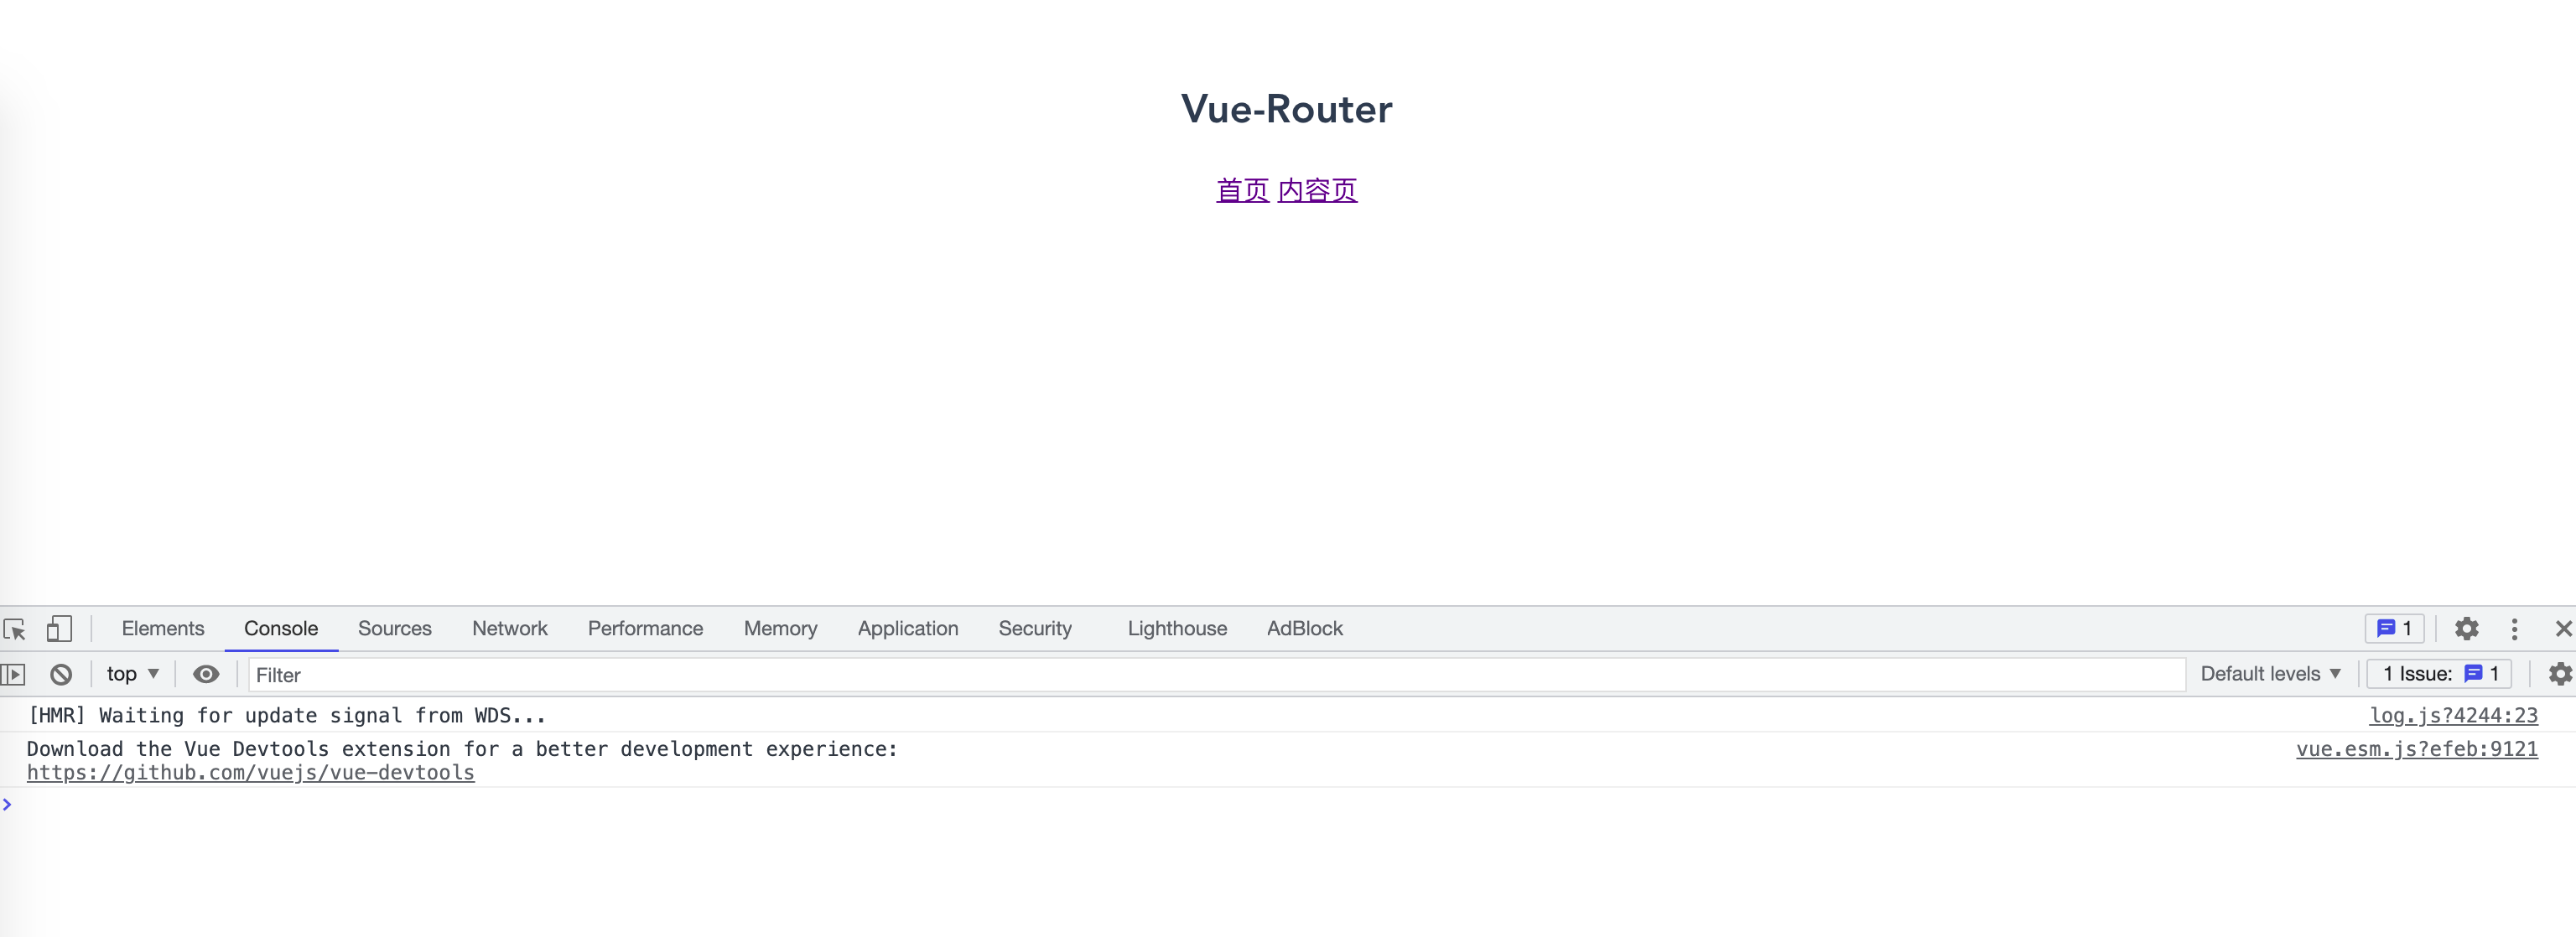 Vue-Router
首页 内容页
Elements Console Sources Network Performance Memory Application Security Lighthouse AdBlock 1
top Filter Default levels 1 Issue: 1
[HMR] Waiting for update signal from WDS... log.js?4244:23
Download the Vue Devtools extension for a better development experience: vue.esm.js?efeb:9121
https://github.com/vuejs/vue-devtools